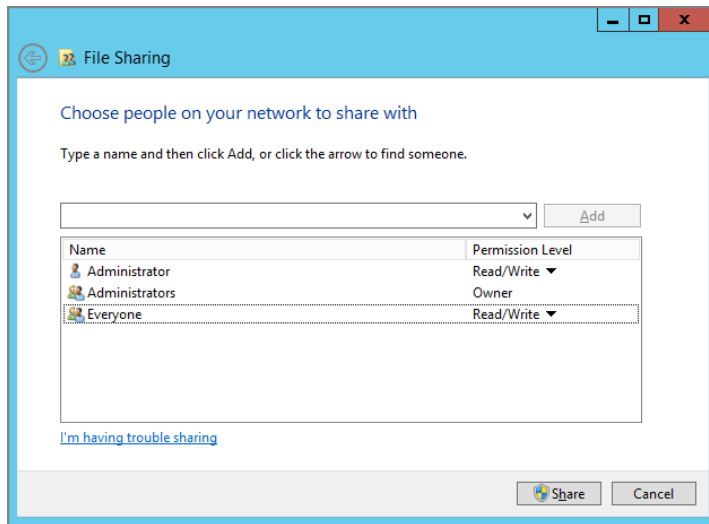 File Sharing
Choose people on your network to share with
Type a name and then click Add, or click the arrow to find someone.
Add
Name Permission Level
Administrator Read/Write
Administrators Owner
Everyone Read/Write
I'm having trouble sharing
Share Cancel